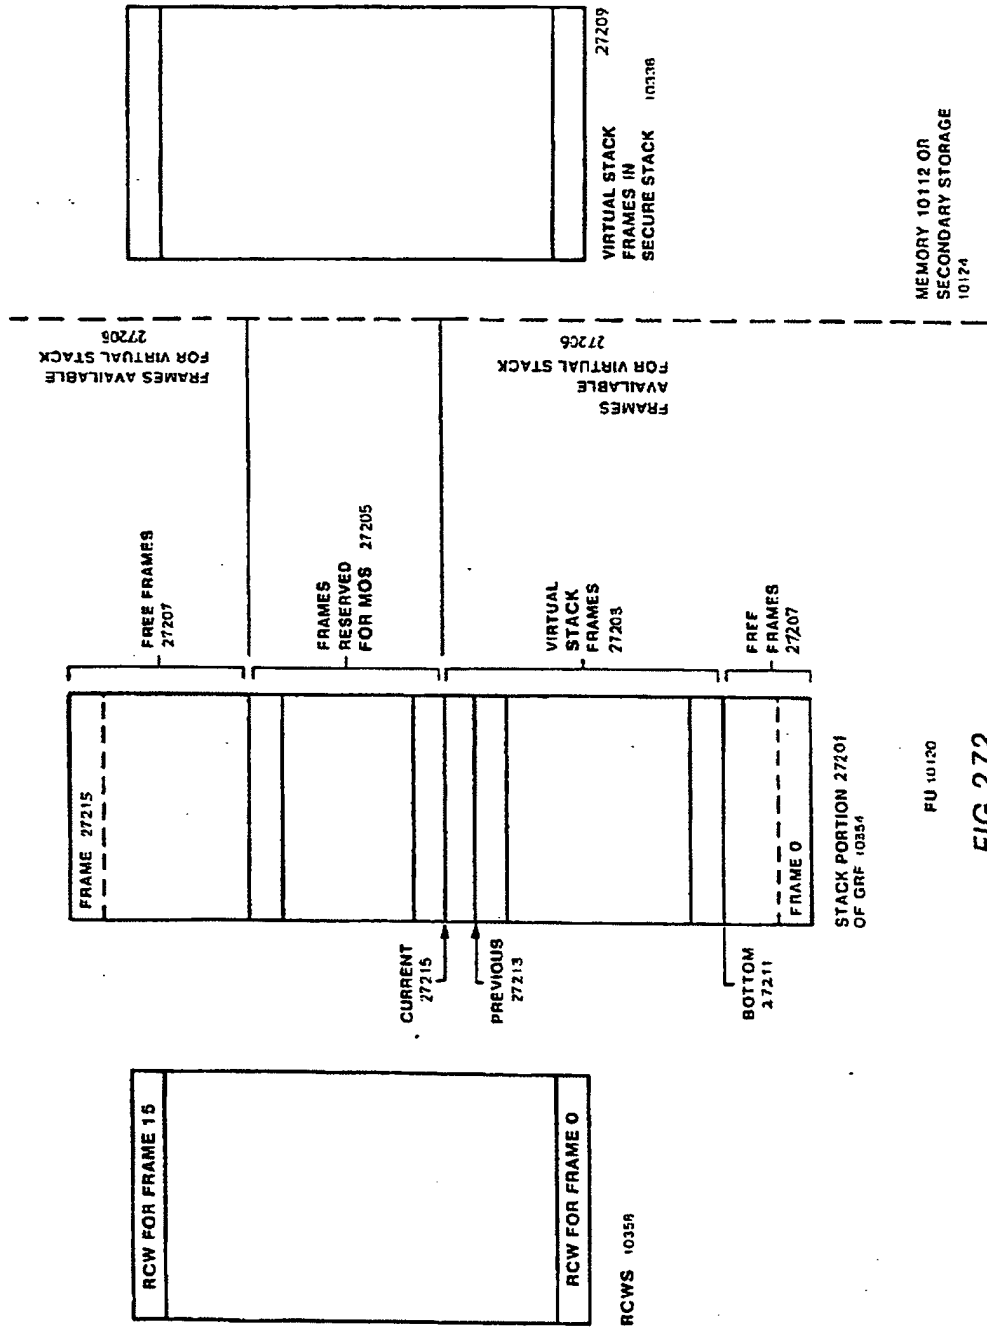 RCW FOR FRAME 15
RCW FOR FRAME 0
RCWS 10358
FRAME 27215
FRAME 0
CURRENT
27215
PREVIOUS
27213
BOTTOM
27211
STACK PORTION 27201
OF GRF 10354
FREE FRAMES
27207
FRAMES
RESERVED
FOR MOS 27205
VIRTUAL
STACK
FRAMES
27203
FREE
FRAMES
27207
FU 10120
FRAMES AVAILABLE
FOR VIRTUAL STACK
27206
FRAMES
AVAILABLE
FOR VIRTUAL STACK
27206
VIRTUAL STACK
FRAMES IN
SECURE STACK 10336
27209
MEMORY 10112 OR
SECONDARY STORAGE
10124
FIG 272